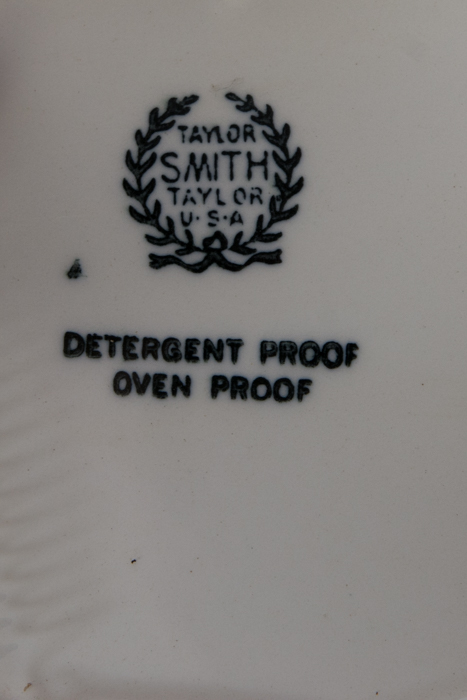 TAYLOR
SMITH
TAYLOR
U·S·A
DETERGENT PROOF
OVEN PROOF